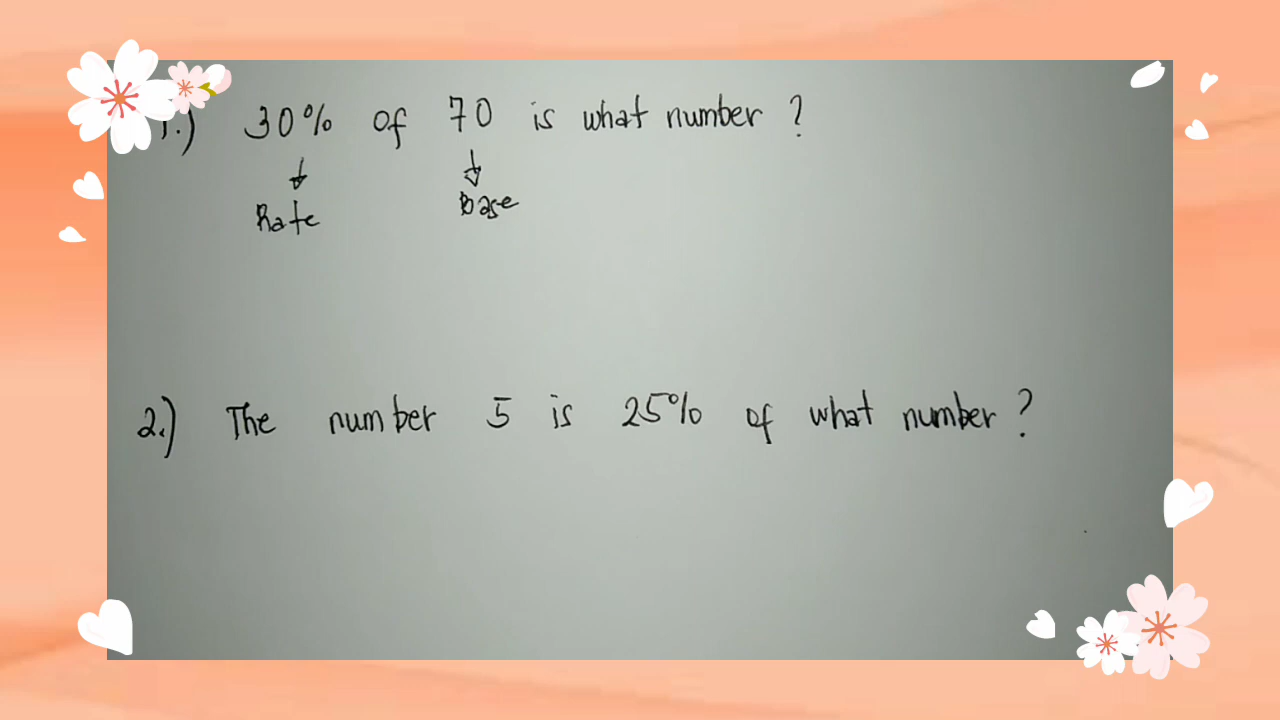 1.) 30% of 70 is what number ?
Rate Base
2.) The number 5 is 25% of what number ?